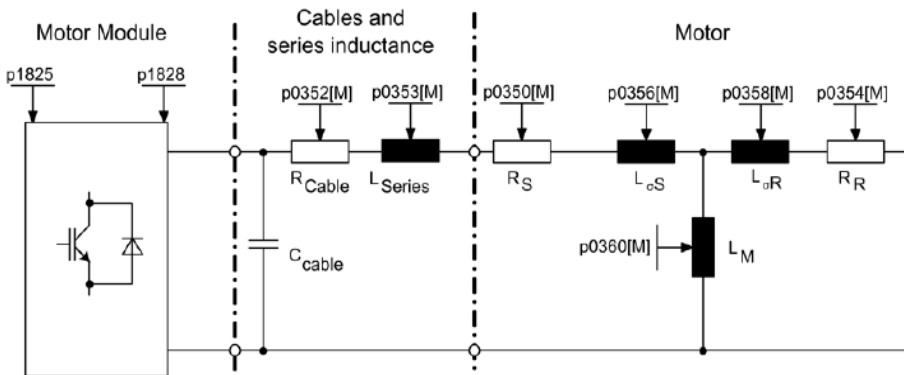 Motor Module
Cables and
series inductance
Motor
p1825
p1828
p0352[M]
p0353[M]
p0350[M]
p0356[M]
p0358[M]
p0354[M]
RCable
LSeries
RS
LσS
LσR
RR
Ccable
p0360[M]
LM